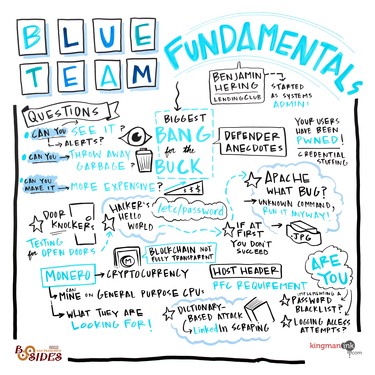 BLUE
TEAM
FUNDAMENTALS
BENJAMIN
HERING
LENDINGCLUB
STARTED
AS SYSTEMS
ADMIN!
QUESTIONS
CAN YOU SEE IT?
ALERTS?
CAN YOU THROW AWAY
GARBAGE?
CAN YOU
MAKE IT MORE EXPENSIVE?
$$$
BIGGEST
BANG
for the
BUCK
DEFENDER
ANECDOTES
YOUR USERS
HAVE BEEN
PWNED!
CREDENTIAL
STUFFING
APACHE
WHAT BUG?
UNKNOWN COMMAND,
RUN IT ANYWAY!
DOOR
KNOCKERS
TESTING
for OPEN DOORS
HACKER'S
HELLO
WORLD
/etc/password
IF AT
FIRST
YOU DON'T
SUCCEED
JPG
M
BLOCKCHAIN NOT
FULLY TRANSPARENT
MONERO
CRYPTOCURRENCY
CAN
MINE ON GENERAL PURPOSE CPUs
WHAT THEY ARE
LOOKING FOR!
HOST HEADER
RFC REQUIREMENT
DICTIONARY-
BASED ATTACK
LinkedIn SCRAPING
ARE
YOU
PASSWORD
BLACKLIST?
LOGGING ACCESS
ATTEMPTS?
BSIDES
kingmanink
.com